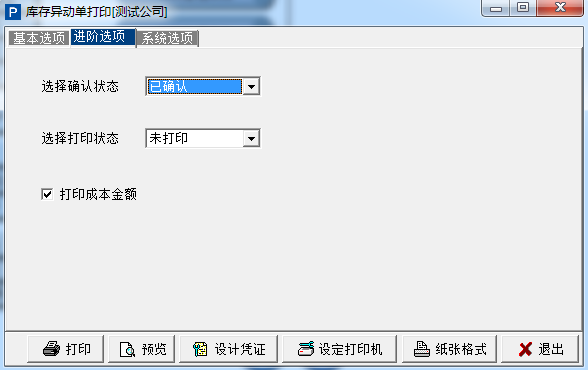 P 库存异动单打印[测试公司]
基本选项 进阶选项 系统选项
选择确认状态 已确认
选择打印状态 未打印
打印成本金额
打印 预览 设计凭证 设定打印机 纸张格式 退出